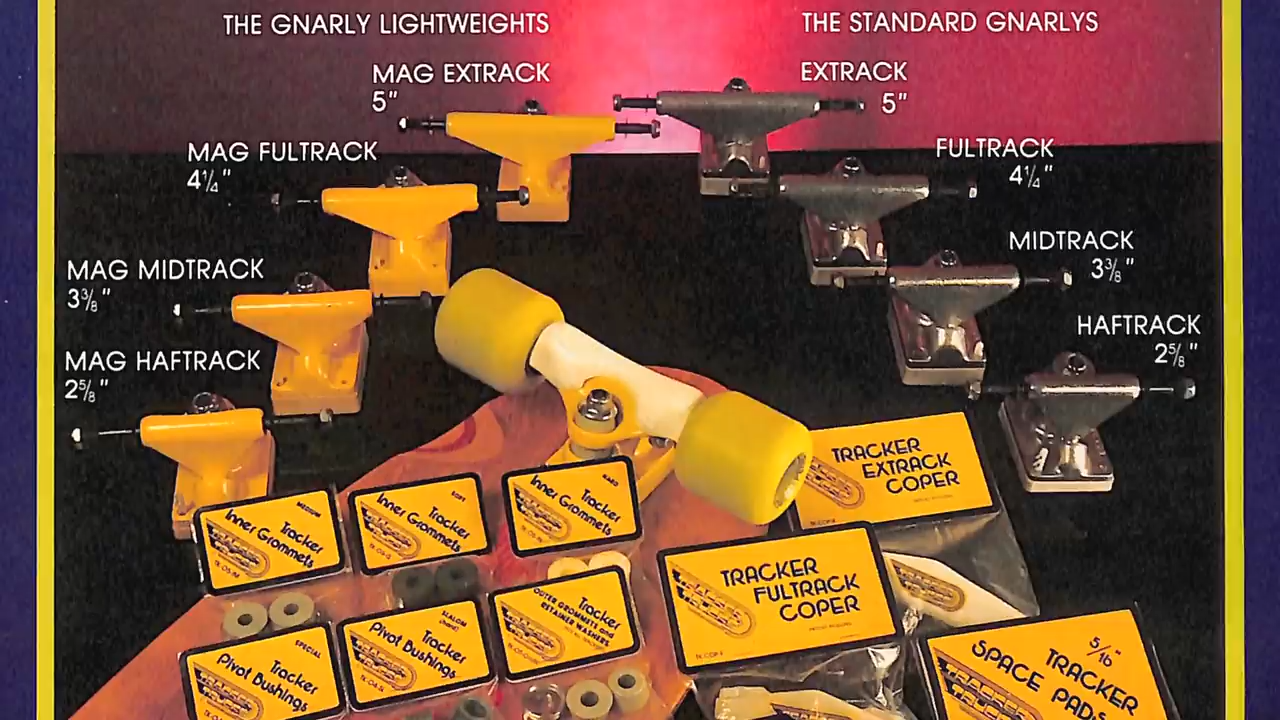 THE GNARLY LIGHTWEIGHTS
THE STANDARD GNARLYS
MAG EXTRACK
5"
EXTRACK
5"
MAG FULTRACK
4¼"
FULTRACK
4¼"
MAG MIDTRACK
3⅜"
MIDTRACK
3⅜"
MAG HAFTRACK
2⅝"
HAFTRACK
2⅝"
TRACKER
EXTRACK
COPER
MEDIUM
Tracker
Inner Grommets
SOFT
Tracker
Inner Grommets
HARD
Tracker
Inner Grommets
TRACKER
FULTRACK
COPER
SPECIAL
Tracker
Pivot Bushings
SLALOM
Tracker
Pivot Bushings
Tracker
OUTER GROMMETS and
RETAINER WASHERS
5/16"
TRACKER
SPACE PADS